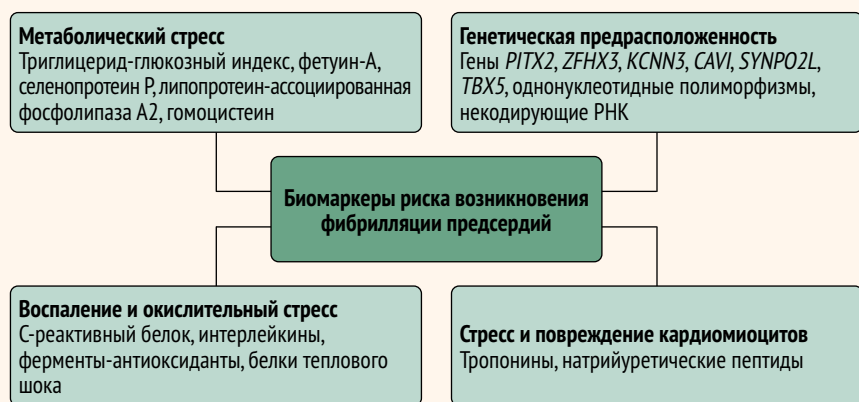 Метаболический стресс
Триглицерид-глюкозный индекс, фетуин-А,
селенопротеин Р, липопротеин-ассоциированная
фосфолипаза А2, гомоцистеин
Генетическая предрасположенность
Гены PITX2, ZFHX3, KCNN3, CAVI, SYNPO2L,
TBX5, однонуклеотидные полиморфизмы,
некодирующие РНК
Биомаркеры риска возникновения
фибрилляции предсердий
Воспаление и окислительный стресс
С-реактивный белок, интерлейкины,
ферменты-антиоксиданты, белки теплового
шока
Стресс и повреждение кардиомиоцитов
Тропонины, натрийуретические пептиды